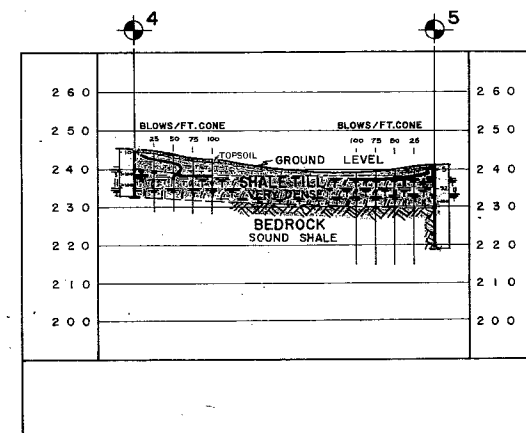 4 5
260 260
250 250
BLOWS/FT. CONE BLOWS/FT. CONE
25 50 75 100 100 75 50 25
TOPSOIL
GROUND LEVEL
240 240
SHALE TILL
VERY DENSE
230 230
BEDROCK
SOUND SHALE
220 220
210 210
200 200